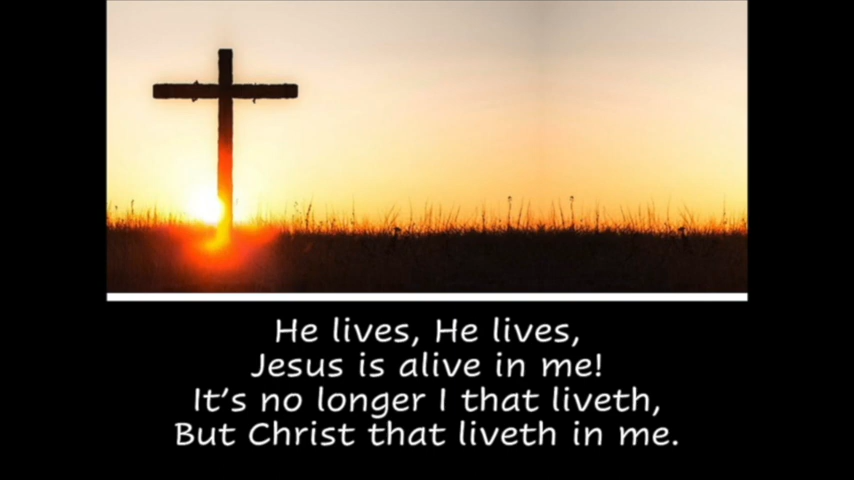 He lives, He lives,
Jesus is alive in me!
It's no longer I that liveth,
But Christ that liveth in me.